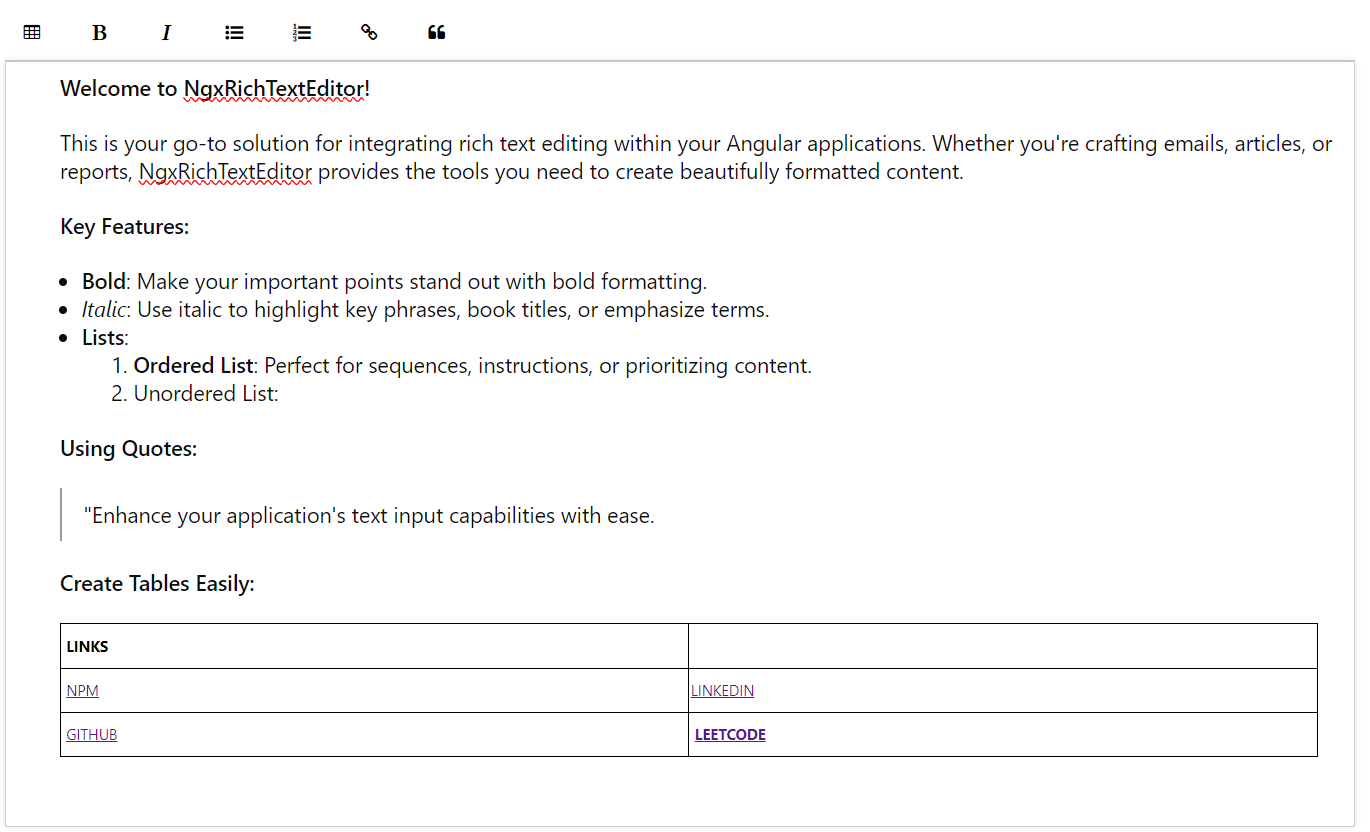 B I
Welcome to NgxRichTextEditor!
This is your go-to solution for integrating rich text editing within your Angular applications. Whether you're crafting emails, articles, or
reports, NgxRichTextEditor provides the tools you need to create beautifully formatted content.
Key Features:
Bold: Make your important points stand out with bold formatting.
Italic: Use italic to highlight key phrases, book titles, or emphasize terms.
Lists:
1. Ordered List: Perfect for sequences, instructions, or prioritizing content.
2. Unordered List:
Using Quotes:
"Enhance your application's text input capabilities with ease.
Create Tables Easily:
LINKS
NPM LINKEDIN
GITHUB LEETCODE